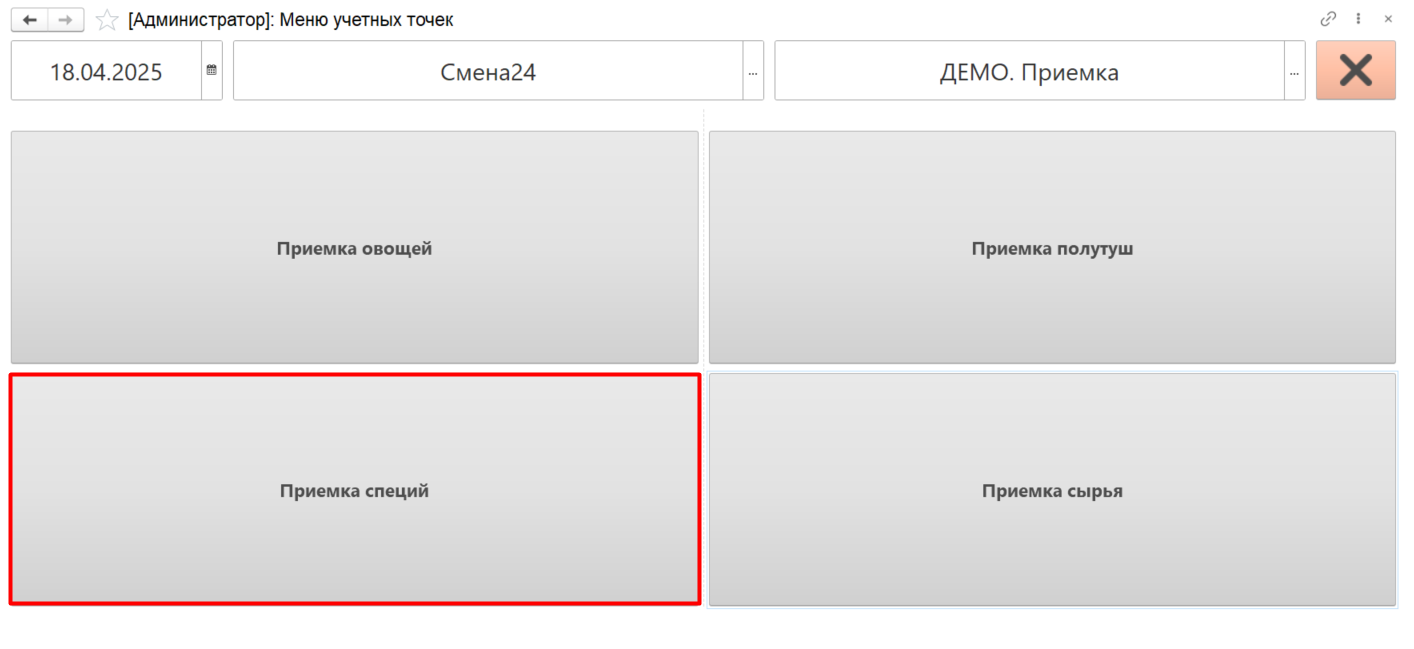 [Администратор]: Меню учетных точек
18.04.2025 Смена24 ... ДЕМО. Приемка ...
Приемка овощей Приемка полутуш
Приемка специй Приемка сырья